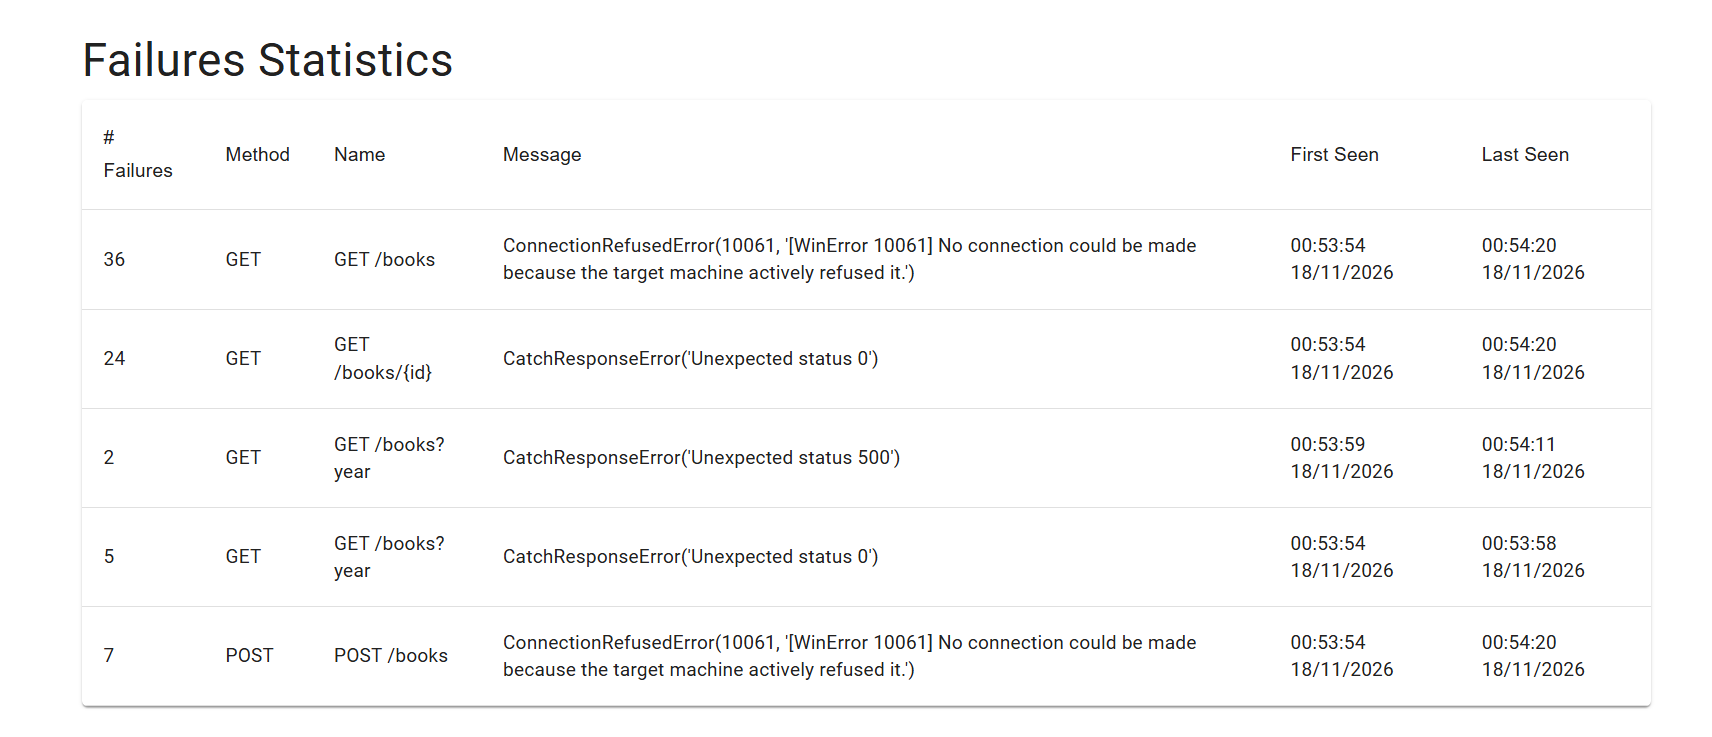 Failures Statistics
# Failures Method Name Message First Seen Last Seen
36 GET GET /books ConnectionRefusedError(10061, '[WinError 10061] No connection could be made because the target machine actively refused it.') 00:53:54 18/11/2026 00:54:20 18/11/2026
24 GET GET /books/{id} CatchResponseError('Unexpected status 0') 00:53:54 18/11/2026 00:54:20 18/11/2026
2 GET GET /books?year CatchResponseError('Unexpected status 500') 00:53:59 18/11/2026 00:54:11 18/11/2026
5 GET GET /books?year CatchResponseError('Unexpected status 0') 00:53:54 18/11/2026 00:53:58 18/11/2026
7 POST POST /books ConnectionRefusedError(10061, '[WinError 10061] No connection could be made because the target machine actively refused it.') 00:53:54 18/11/2026 00:54:20 18/11/2026